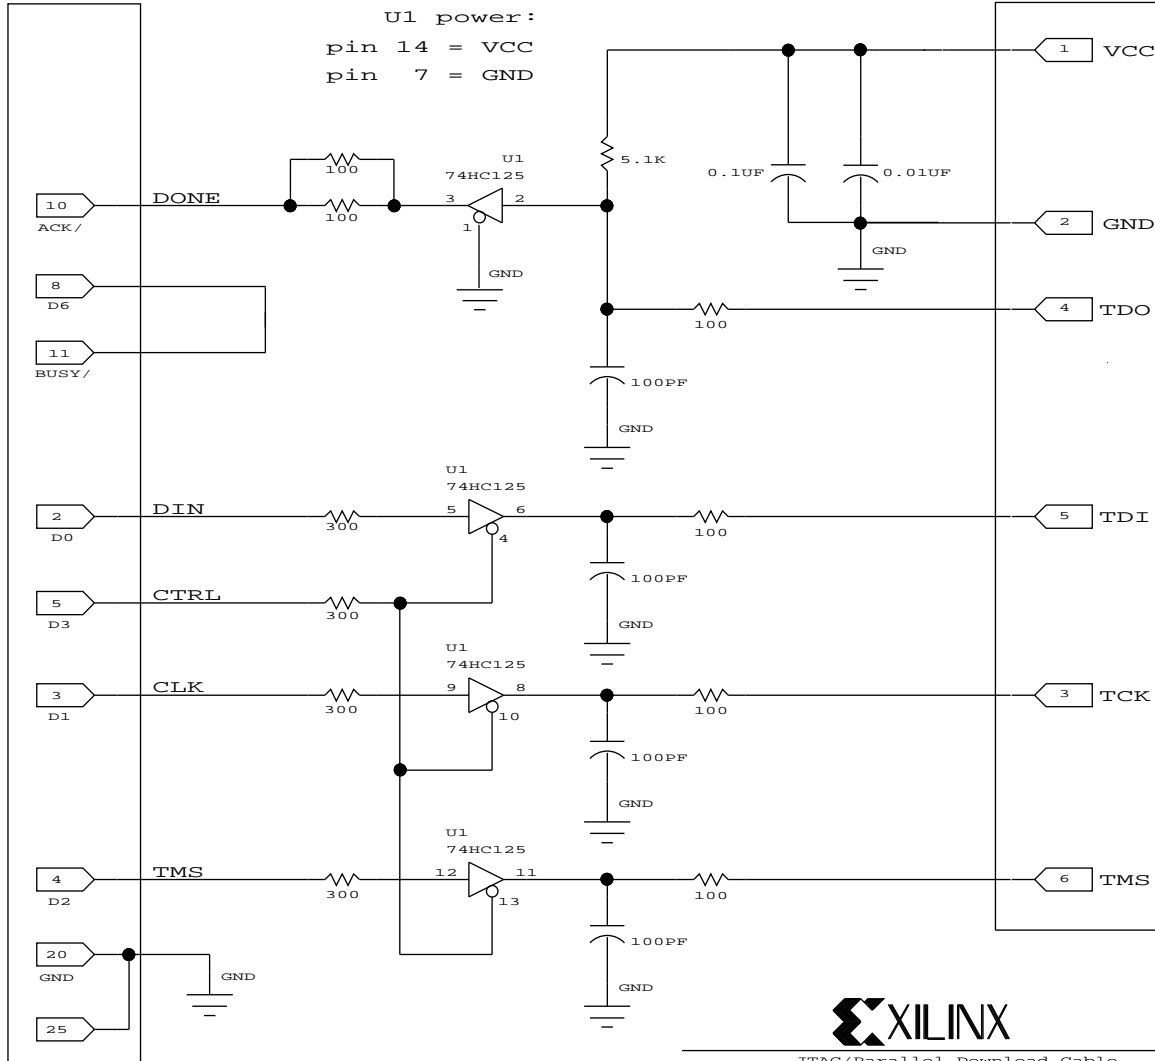 U1 power:
pin 14 = VCC
pin 7 = GND
1 VCC
U1
74HC125
5.1K
0.1UF
0.01UF
100
10
ACK/
DONE
100
3
2
1
GND
2 GND
GND
8
D6
4 TDO
100
11
BUSY/
100PF
GND
U1
74HC125
2
D0
DIN
300
5
6
4
100
5 TDI
100PF
5
D3
CTRL
300
GND
U1
74HC125
3
D1
CLK
300
9
8
10
100
3 TCK
100PF
GND
U1
74HC125
4
D2
TMS
300
12
11
13
100
6 TMS
100PF
20
GND
GND
GND
25
XILINX
JTAG/Parallel Download Cable